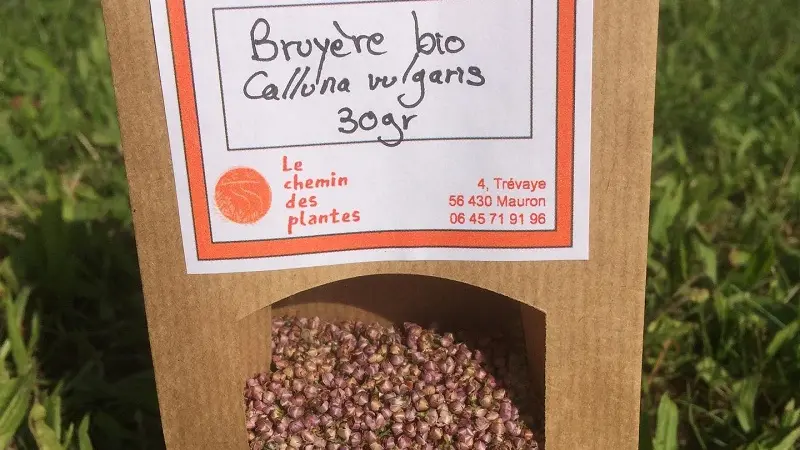 Bruyère bio
Calluna vulgaris
30gr
Le
chemin
des
plantes
4, Trévaye
56 430 Mauron
06 45 71 91 96